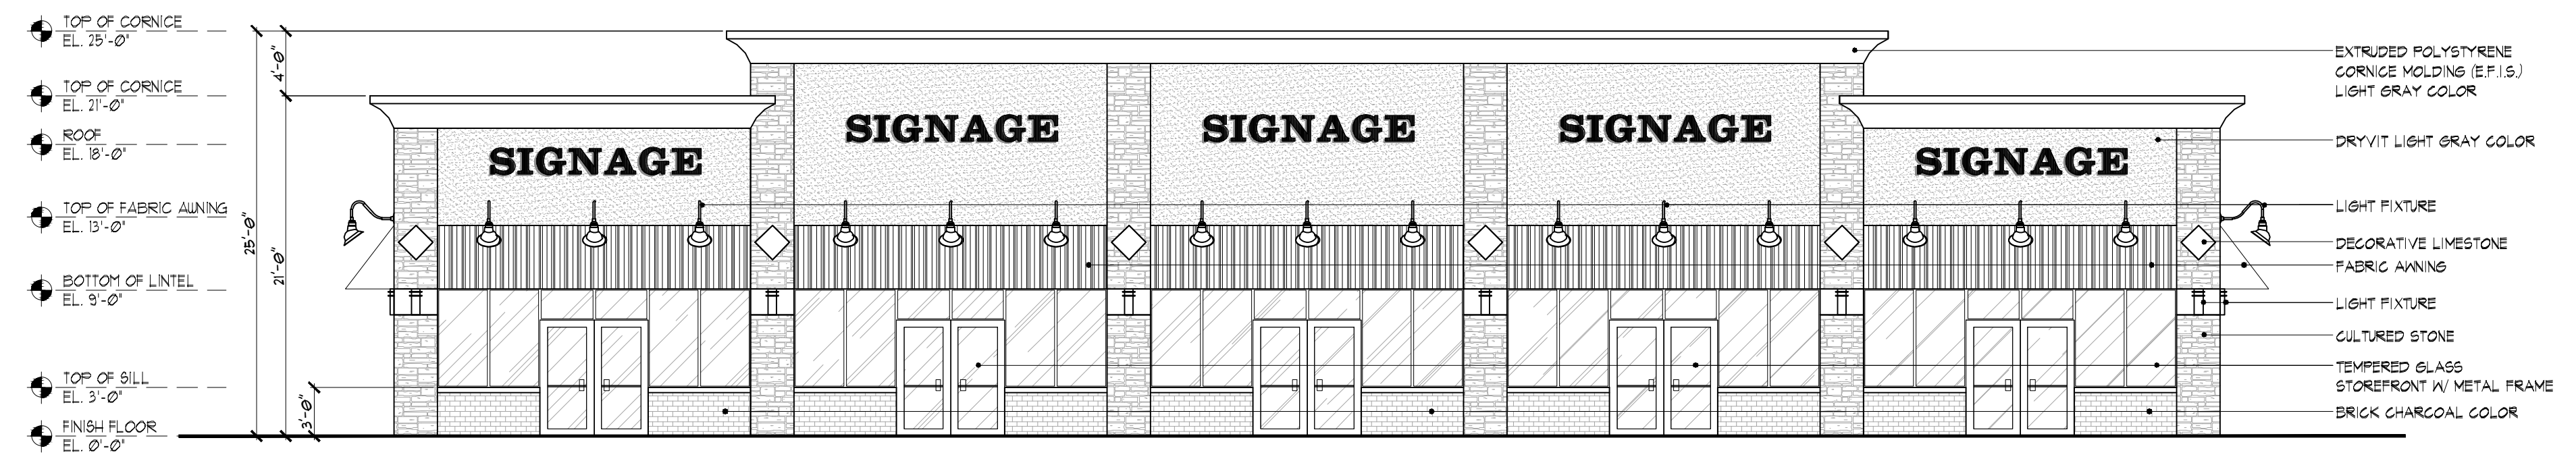 TOP OF CORNICE
EL. 25'-0"
TOP OF CORNICE
EL. 21'-0"
ROOF
EL. 18'-0"
TOP OF FABRIC AWNING
EL. 13'-0"
BOTTOM OF LINTEL
EL. 9'-0"
TOP OF SILL
EL. 3'-0"
FINISH FLOOR
EL. 0'-0"
25'-0"
4'-0"
21'-0"
3'-0"
SIGNAGE
SIGNAGE
SIGNAGE
SIGNAGE
SIGNAGE
EXTRUDED POLYSTYRENE
CORNICE MOLDING (E.F.I.S.)
LIGHT GRAY COLOR
DRYVIT LIGHT GRAY COLOR
LIGHT FIXTURE
DECORATIVE LIMESTONE
FABRIC AWNING
LIGHT FIXTURE
CULTURED STONE
TEMPERED GLASS
STOREFRONT W/ METAL FRAME
BRICK CHARCOAL COLOR